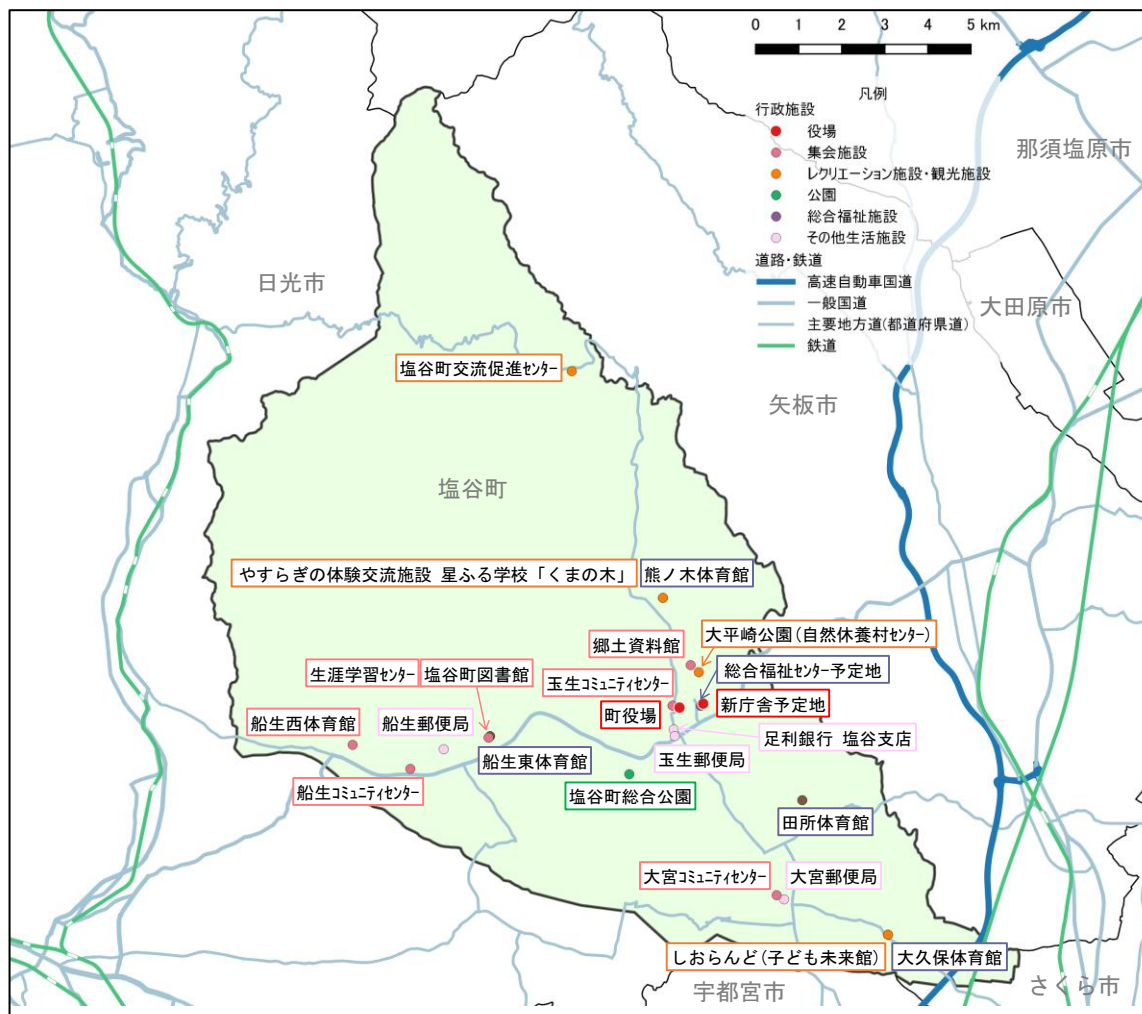 0 1 2 3 4 5 km
凡例
行政施設
役場
集会施設
レクリエーション施設・観光施設
公園
総合福祉施設
その他生活施設
道路・鉄道
高速自動車国道
一般国道
主要地方道(都道府県道)
鉄道
那須塩原市
日光市
大田原市
塩谷町交流促進センター
矢板市
塩谷町
やすらぎの体験交流施設 星ふる学校「くまの木」
熊ノ木体育館
大平崎公園(自然休養村センター)
郷土資料館
総合福祉センター予定地
生涯学習センター
塩谷町図書館
玉生コミュニティセンター
新庁舎予定地
町役場
船生西体育館
船生郵便局
足利銀行 塩谷支店
船生東体育館
玉生郵便局
船生コミュニティセンター
塩谷町総合公園
田所体育館
大宮コミュニティセンター
大宮郵便局
しおらんど(子ども未来館)
大久保体育館
宇都宮市
さくら市